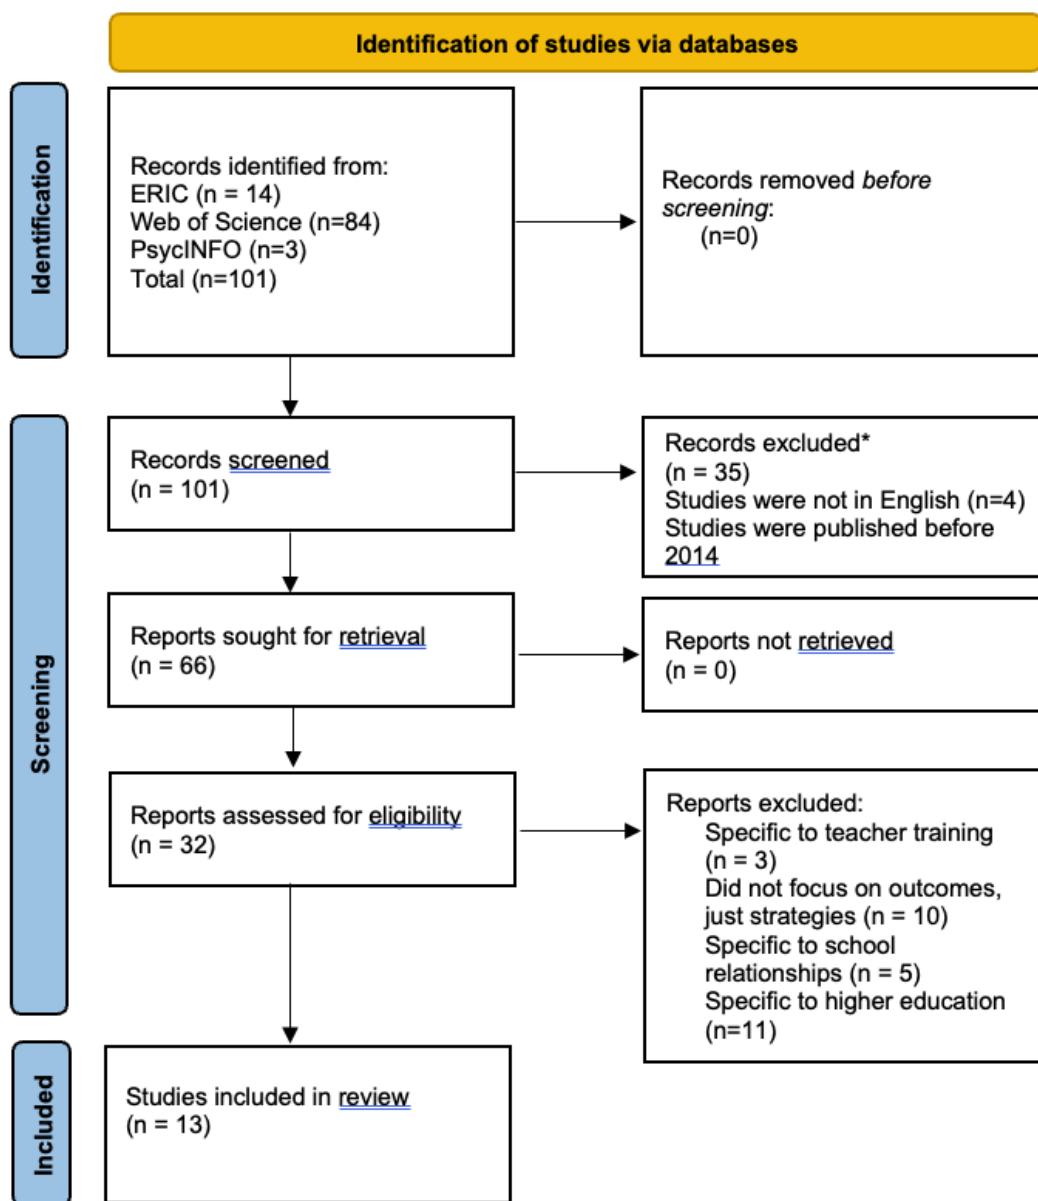 Identification of studies via databases
Identification
Records identified from:
ERIC (n = 14)
Web of Science (n=84)
PsycINFO (n=3)
Total (n=101)
Records removed before
screening:
(n=0)
Screening
Records screened
(n = 101)
Records excluded*
(n = 35)
Studies were not in English (n=4)
Studies were published before
2014
Reports sought for retrieval
(n = 66)
Reports not retrieved
(n = 0)
Reports assessed for eligibility
(n = 32)
Reports excluded:
Specific to teacher training
(n = 3)
Did not focus on outcomes,
just strategies (n = 10)
Specific to school
relationships (n = 5)
Specific to higher education
(n=11)
Included
Studies included in review
(n = 13)